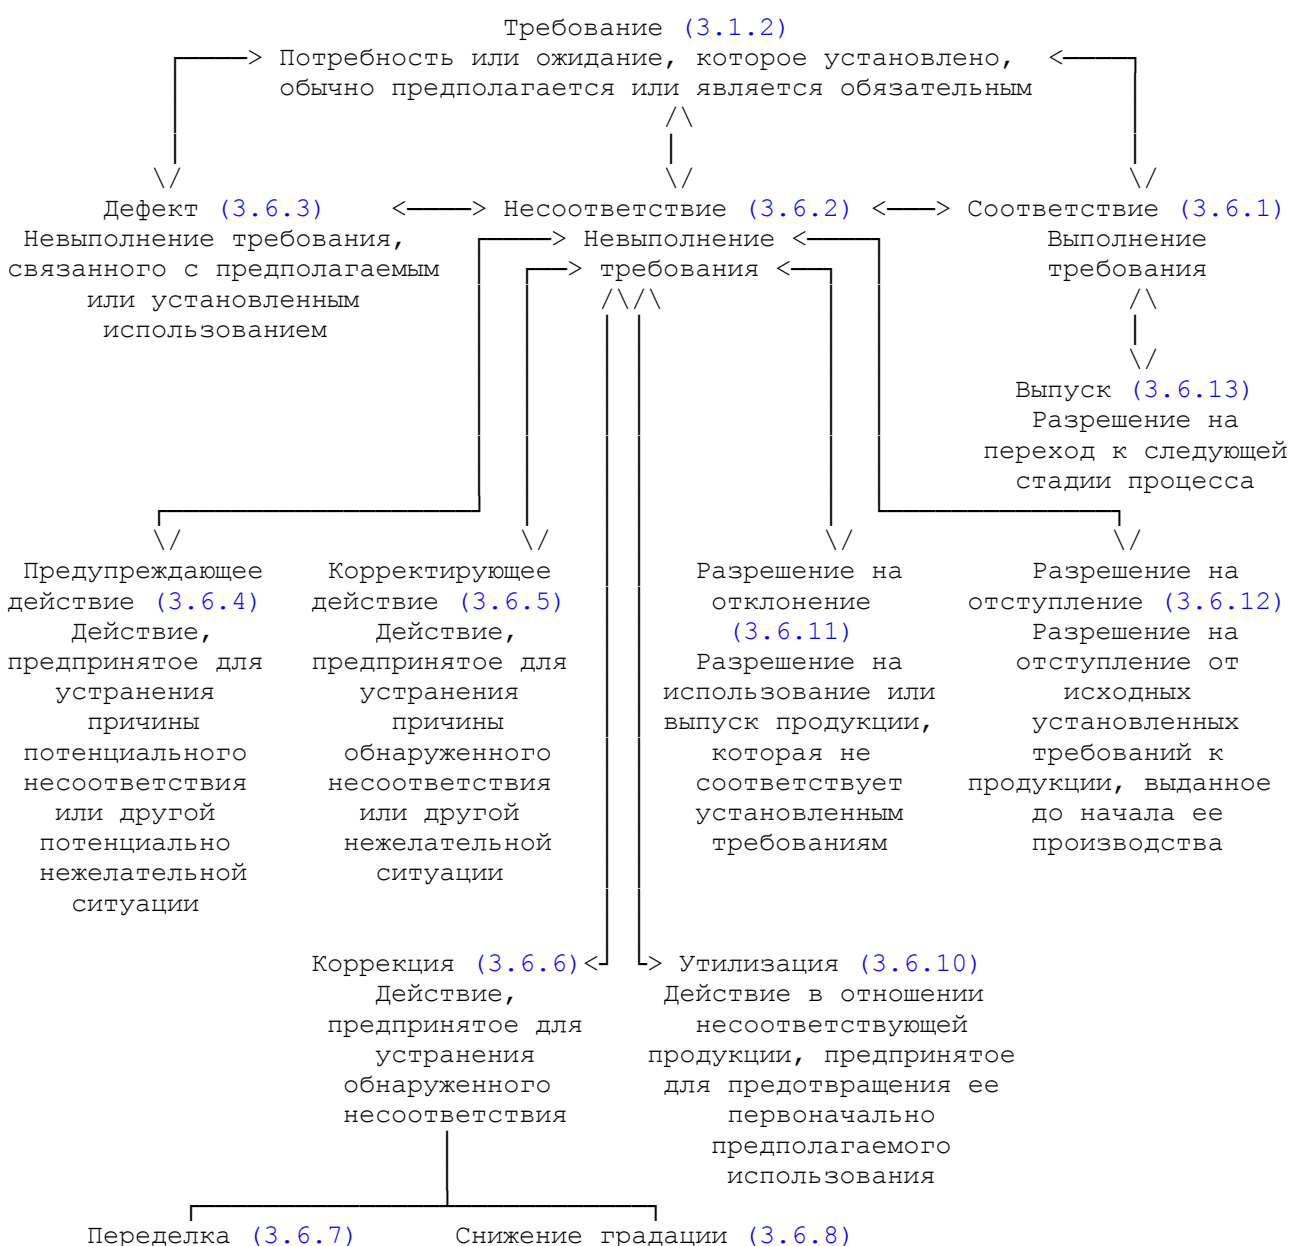 Требование (3.1.2)
Потребность или ожидание, которое установлено,
обычно предполагается или является обязательным
Дефект (3.6.3)
Невыполнение требования,
связанного с предполагаемым
или установленным
использованием
Несоответствие (3.6.2)
Невыполнение
требования
Соответствие (3.6.1)
Выполнение
требования
Выпуск (3.6.13)
Разрешение на
переход к следующей
стадии процесса
Предупреждающее
действие (3.6.4)
Действие,
предпринятое для
устранения
причины
потенциального
несоответствия
или другой
потенциально
нежелательной
ситуации
Корректирующее
действие (3.6.5)
Действие,
предпринятое для
устранения
причины
обнаруженного
несоответствия
или другой
нежелательной
ситуации
Разрешение на
отклонение
(3.6.11)
Разрешение на
использование или
выпуск продукции,
которая не
соответствует
установленным
требованиям
Разрешение на
отступление (3.6.12)
Разрешение на
отступление от
исходных
установленных
требований к
продукции, выданное
до начала ее
производства
Коррекция (3.6.6)
Действие,
предпринятое для
устранения
обнаруженного
несоответствия
Утилизация (3.6.10)
Действие в отношении
несоответствующей
продукции, предпринятое
для предотвращения ее
первоначально
предполагаемого
использования
Переделка (3.6.7)
Снижение градации (3.6.8)